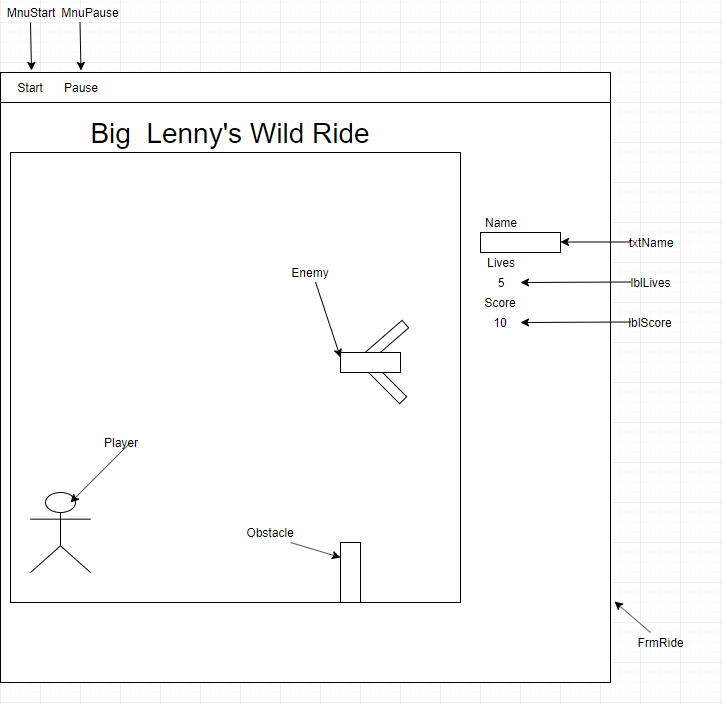 MnuStart MnuPause
Start Pause
Big Lenny's Wild Ride
Name
txtName
Lives
5
lblLives
Score
10
lblScore
Enemy
Player
Obstacle
FrmRide